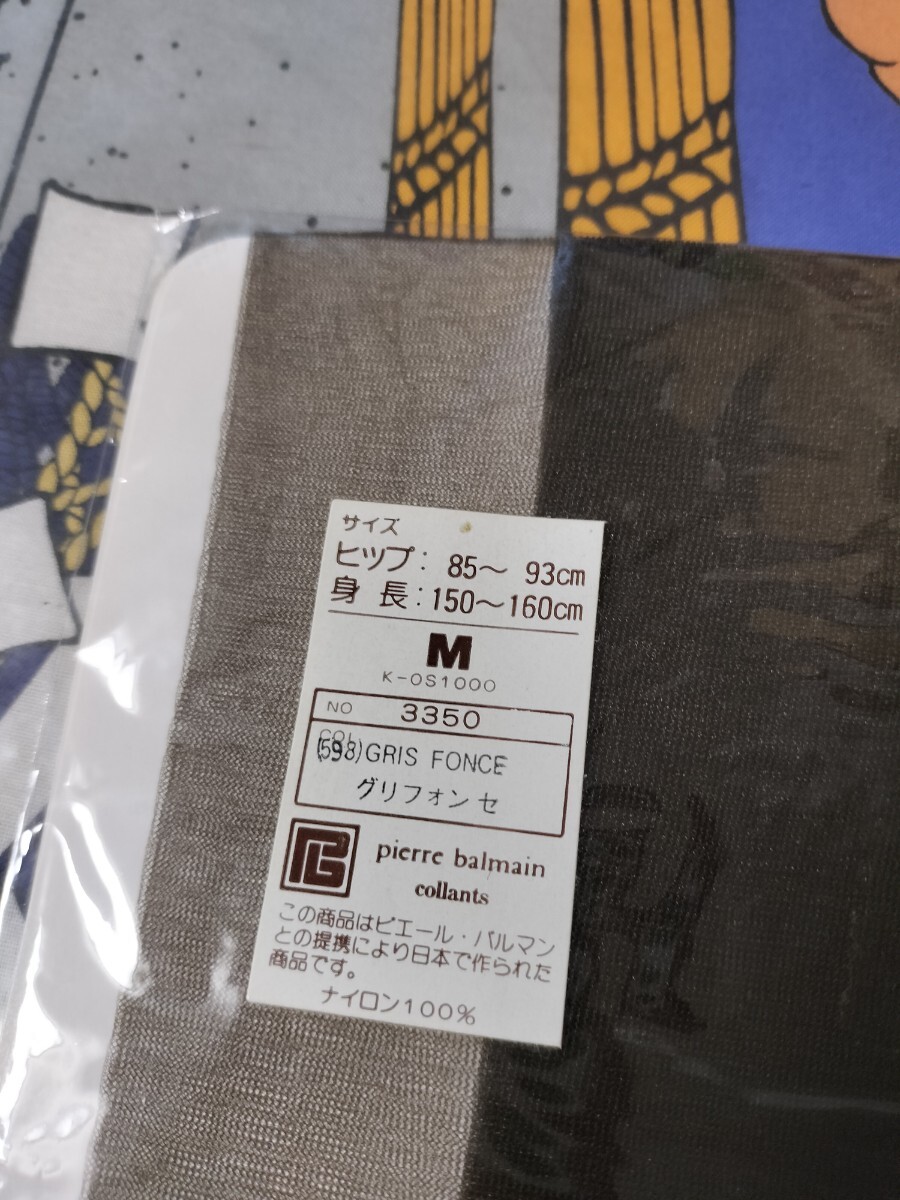 サイズ
ヒップ: 85〜 93cm
身 長:150〜160cm
M
K-OS1000
NO 3350
COL
(598)GRIS FONCE
グリフォンセ
PB
pierre balmain
collants
この商品はピエール・バルマン
との提携により日本で作られた
商品です。
ナイロン100%